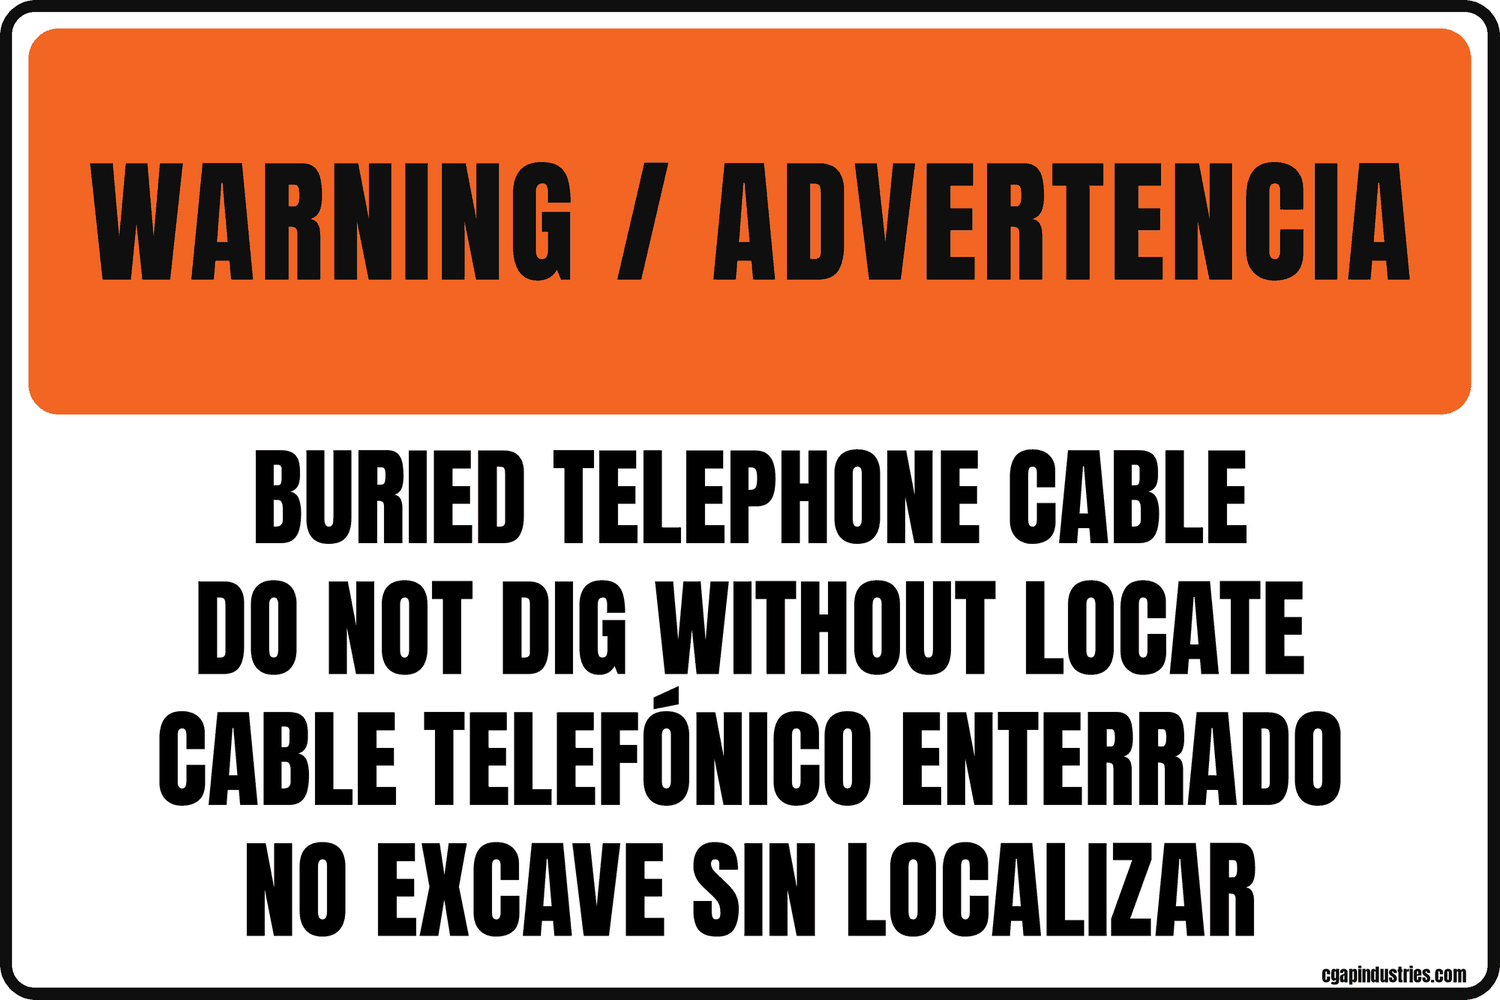 WARNING / ADVERTENCIA
BURIED TELEPHONE CABLE
DO NOT DIG WITHOUT LOCATE
CABLE TELEFÓNICO ENTERRADO
NO EXCAVE SIN LOCALIZAR
cgapindustries.com